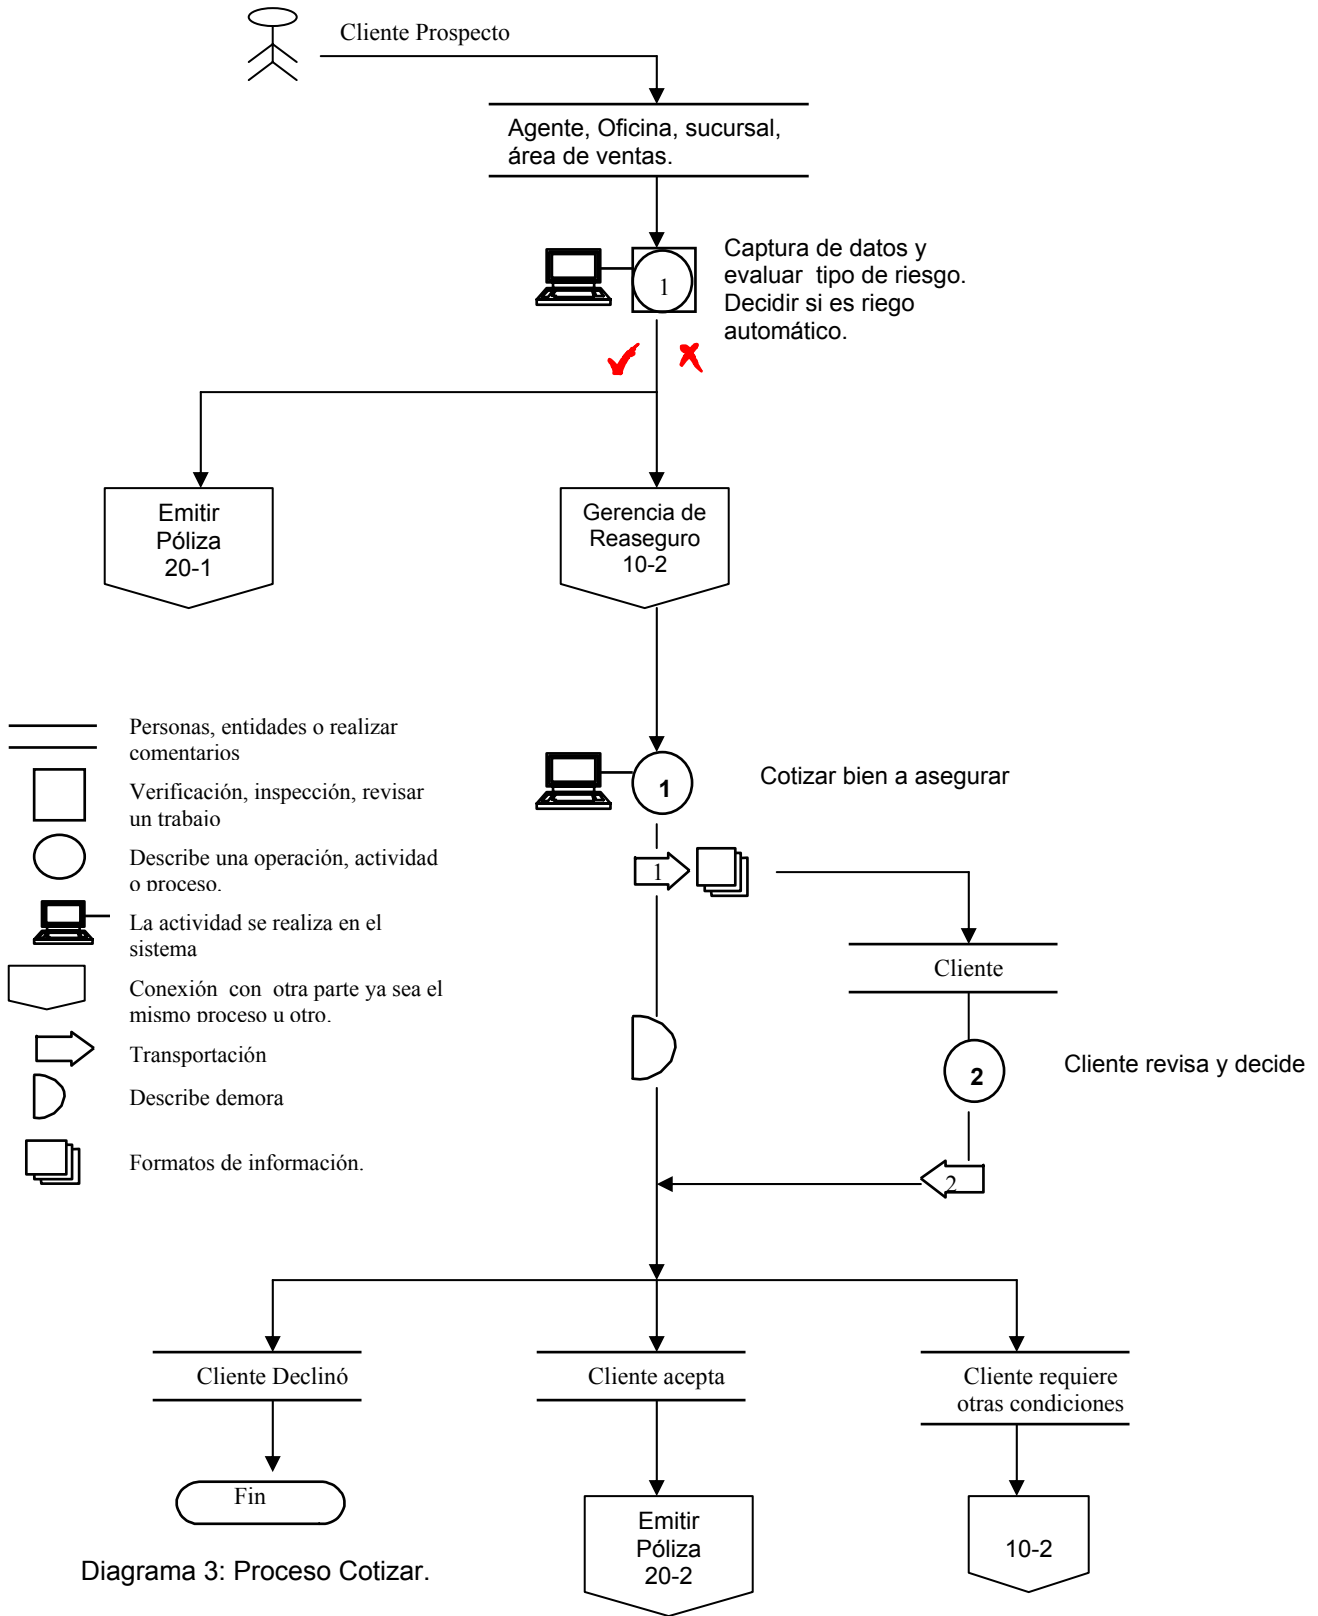 Cliente Prospecto
Agente, Oficina, sucursal,
área de ventas.
Captura de datos y
evaluar tipo de riesgo.
Decidir si es riego
automático.
1
Emitir
Póliza
20-1
Gerencia de
Reaseguro
10-2
Personas, entidades o realizar
comentarios
Verificación, inspección, revisar
un trabajo
Describe una operación, actividad
o proceso.
La actividad se realiza en el
sistema
Conexión con otra parte ya sea el
mismo proceso u otro.
Transportación
Describe demora
Formatos de información.
1
Cotizar bien a asegurar
1
Cliente
2
Cliente revisa y decide
2
Cliente Declinó
Cliente acepta
Cliente requiere
otras condiciones
Fin
Emitir
Póliza
20-2
10-2
Diagrama 3: Proceso Cotizar.